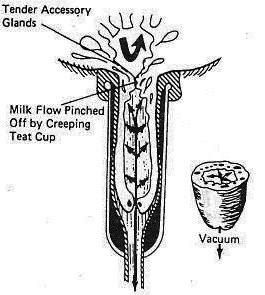 Tender Accessory
Glands
Milk Flow Pinched
Off by Creeping
Teat Cup
Vacuum